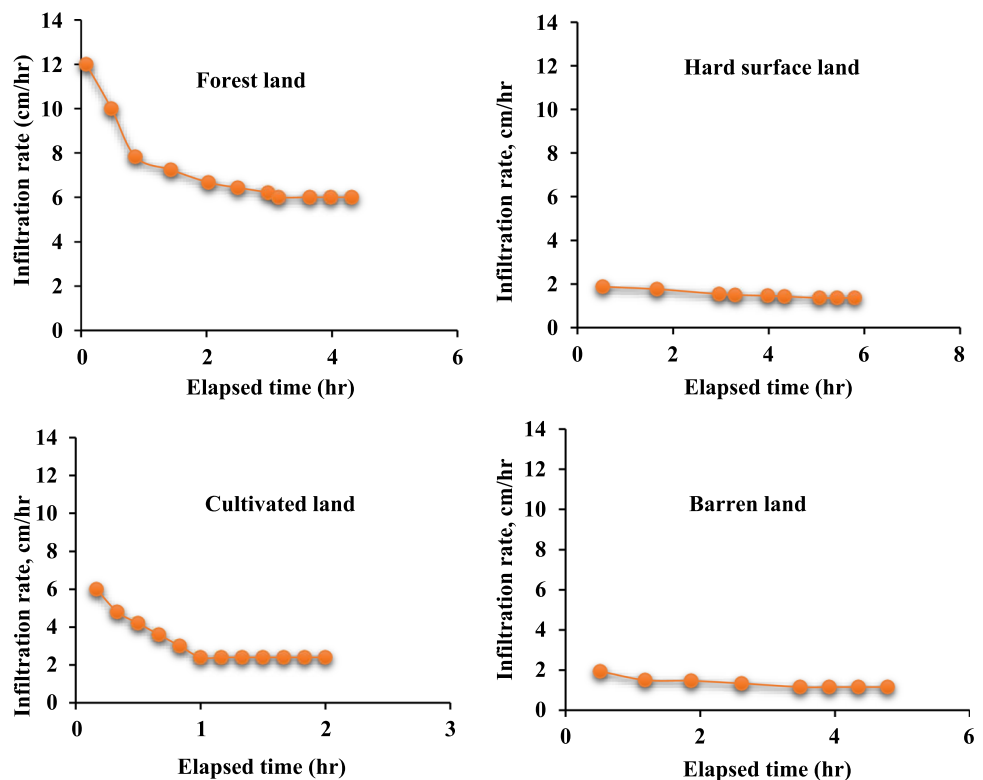 Forest land
Infiltration rate (cm/hr)
14
12
10
8
6
4
2
0
0 2 4 6
Elapsed time (hr)
Hard surface land
Infiltration rate, cm/hr
14
12
10
8
6
4
2
0
0 2 4 6 8
Elapsed time (hr)
Cultivated land
Infiltration rate, cm/hr
14
12
10
8
6
4
2
0
0 1 2 3
Elapsed time (hr)
Barren land
Infiltration rate, cm/hr
14
12
10
8
6
4
2
0
0 2 4 6
Elapsed time (hr)